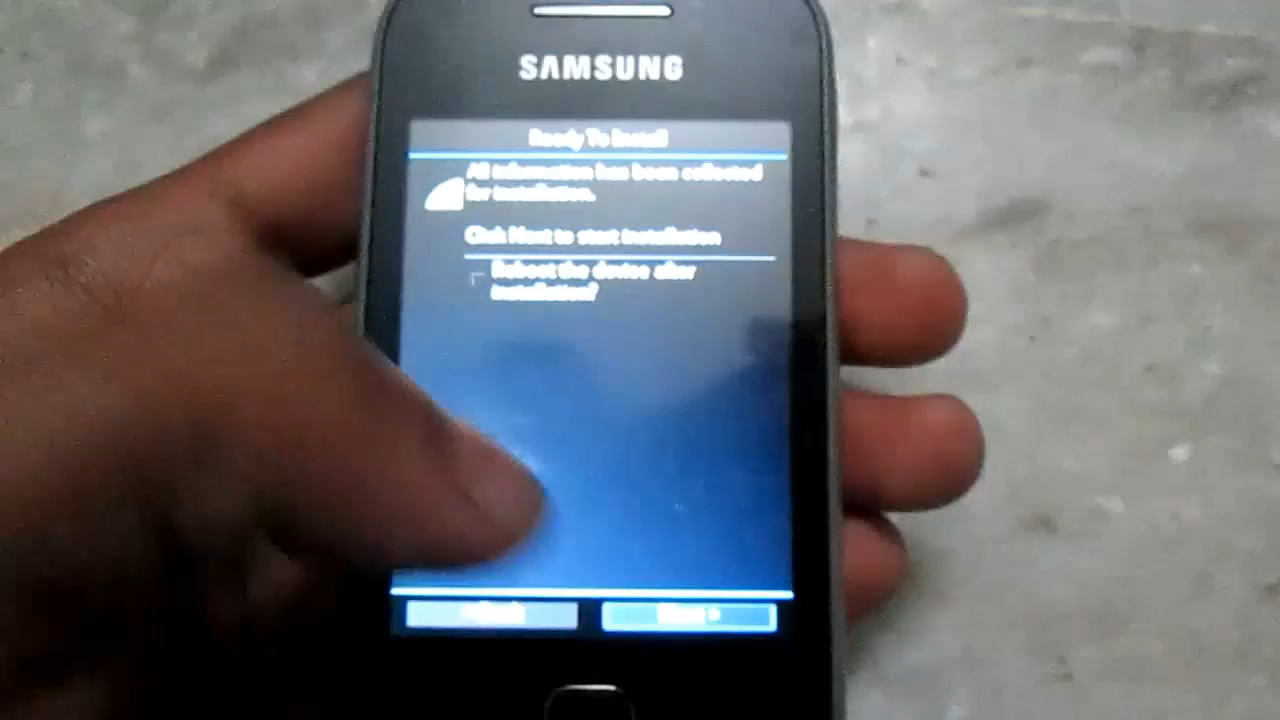 SAMSUNG
Ready To Install
All information has been collected
for installation.
Click Next to start installation
Reboot the device after
installation?
Next >